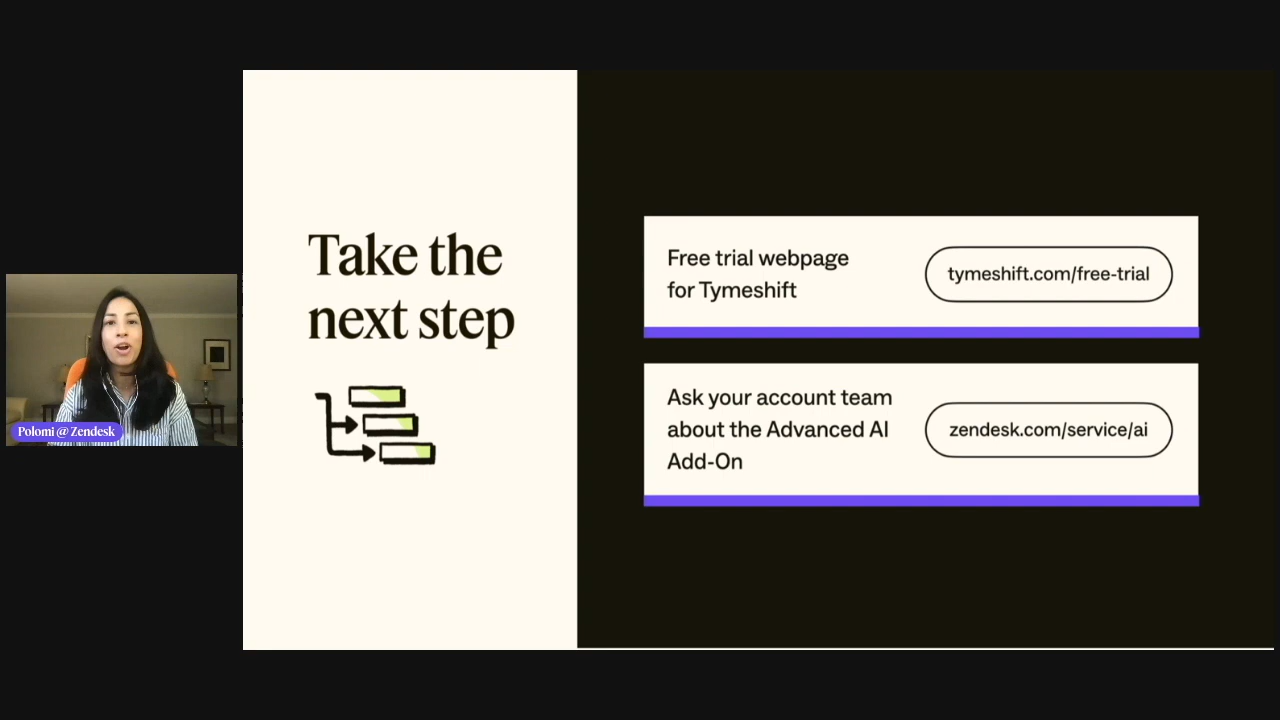 Polomi @ Zendesk
Take the
next step
Free trial webpage
for Tymeshift
tymeshift.com/free-trial
Ask your account team
about the Advanced AI
Add-On
zendesk.com/service/ai